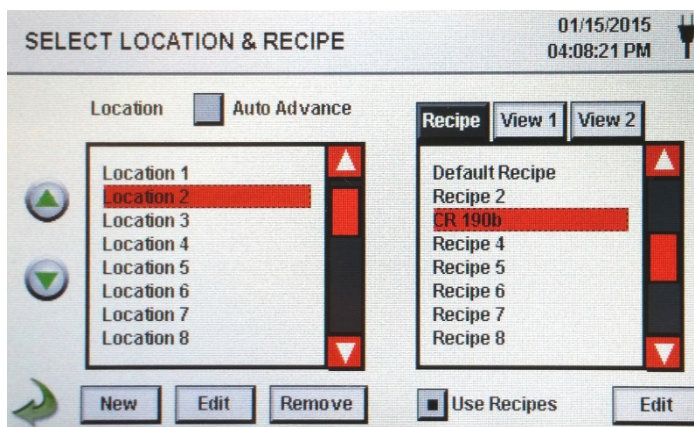 SELECT LOCATION & RECIPE
01/15/2015
04:08:21 PM
Location
Auto Advance
Recipe
View 1
View 2
Location 1
Location 2
Location 3
Location 4
Location 5
Location 6
Location 7
Location 8
Default Recipe
Recipe 2
CR 190b
Recipe 4
Recipe 5
Recipe 6
Recipe 7
Recipe 8
New
Edit
Remove
Use Recipes
Edit